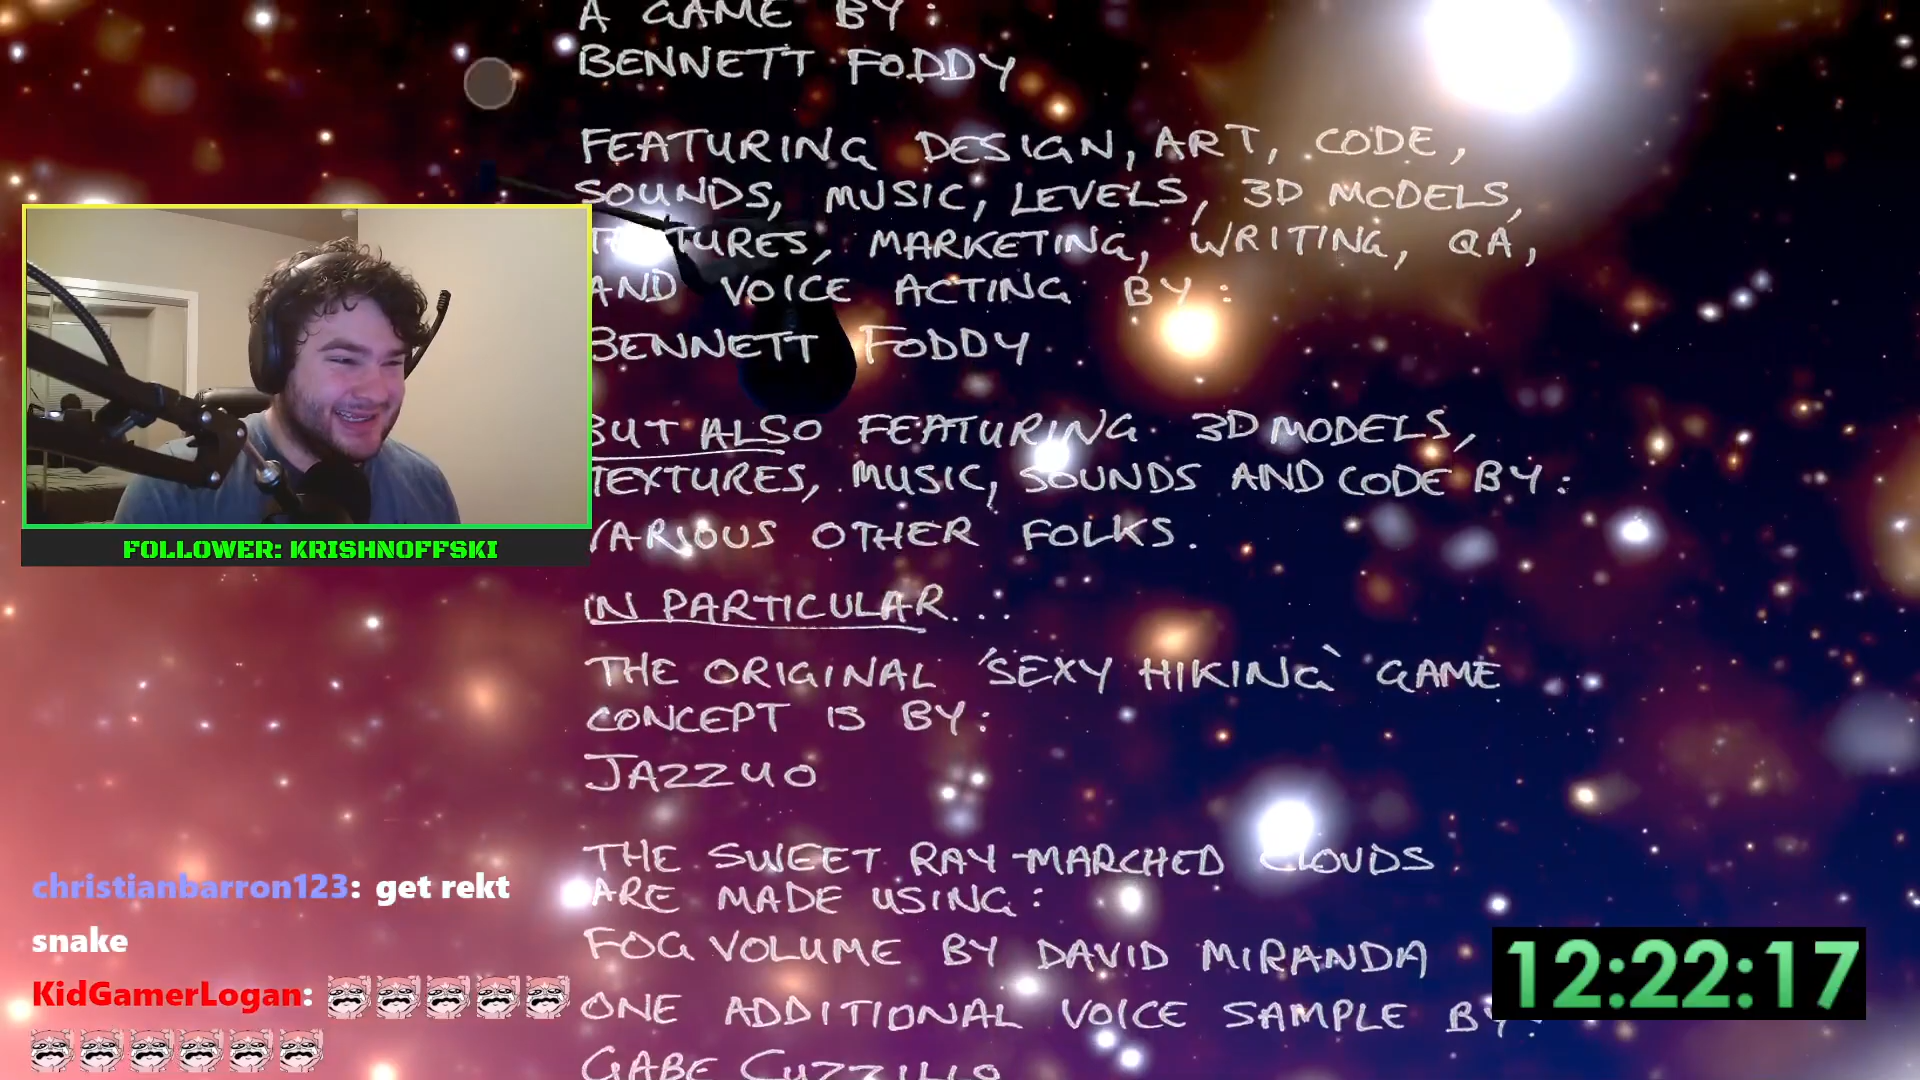 A GAME BY:
BENNETT FODDY
FEATURING DESIGN, ART, CODE,
SOUNDS, MUSIC, LEVELS, 3D MODELS,
TURES, MARKETING, WRITING, QA,
AND VOICE ACTING BY:
BENNETT FODDY
BUT ALSO FEATURING 3D MODELS,
TEXTURES, MUSIC, SOUNDS AND CODE BY:
VARIOUS OTHER FOLKS.
IN PARTICULAR...
THE ORIGINAL 'SEXY HIKING' GAME
CONCEPT IS BY:
JAZZUO
THE SWEET RAY-MARCHED CLOUDS
ARE MADE USING:
FOG VOLUME BY DAVID MIRANDA
ONE ADDITIONAL VOICE SAMPLE BY:
GABE CUZZILLO
FOLLOWER: KRISHNOFFSKI
christianbarron123: get rekt
snake
KidGamerLogan:
12:22:17